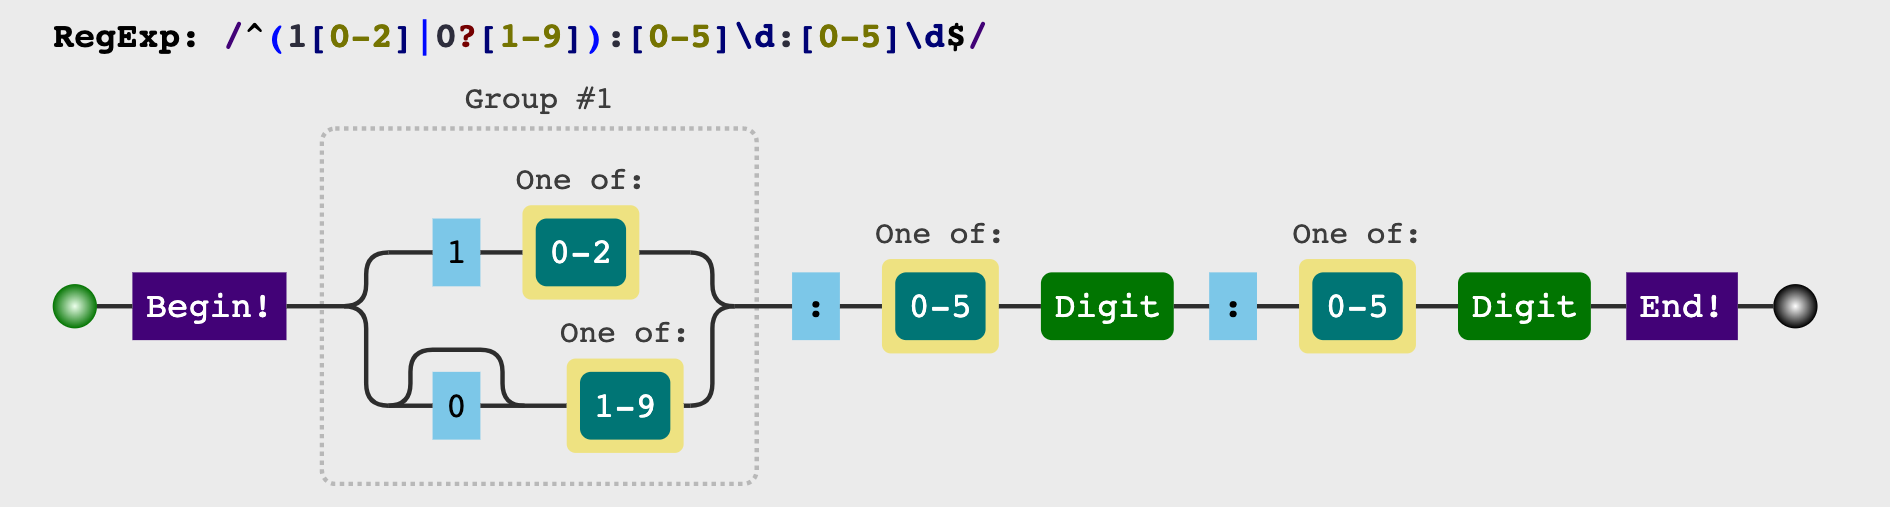 RegExp: /^(1[0-2]|0?[1-9]):[0-5]\d:[0-5]\d$/
Group #1
One of:
1 0-2
One of:
0 1-9
Begin!
:
One of:
0-5
Digit
:
One of:
0-5
Digit
End!